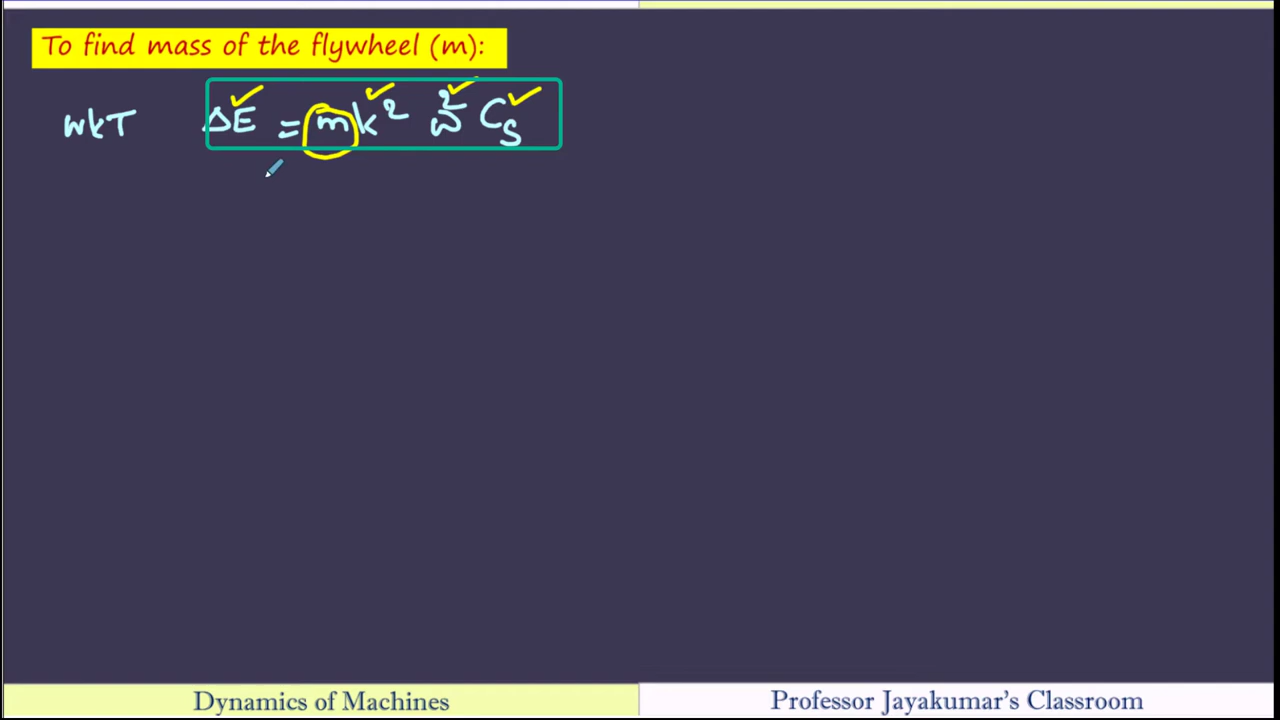 To find mass of the flywheel (m):
wkT ΔE = mk² ω² Cs
Dynamics of Machines
Professor Jayakumar's Classroom